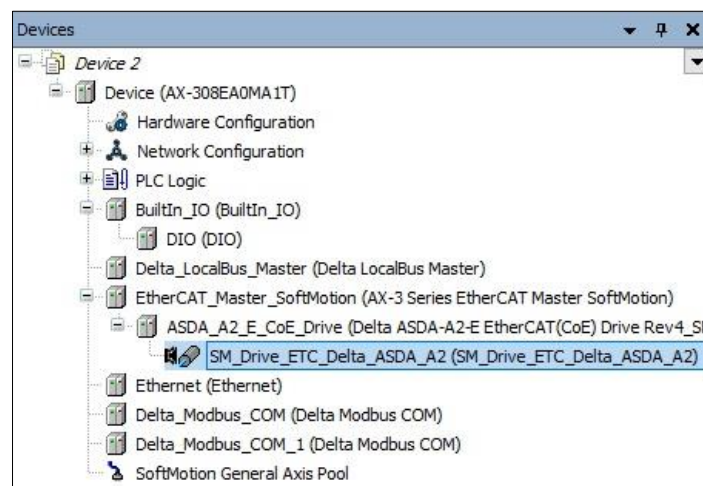 Devices
Device 2
Device (AX-308EA0MA1T)
Hardware Configuration
Network Configuration
PLC Logic
BuiltIn_IO (BuiltIn_IO)
DIO (DIO)
Delta_LocalBus_Master (Delta LocalBus Master)
EtherCAT_Master_SoftMotion (AX-3 Series EtherCAT Master SoftMotion)
ASDA_A2_E_CoE_Drive (Delta ASDA-A2-E EtherCAT(CoE) Drive Rev4_S
SM_Drive_ETC_Delta_ASDA_A2 (SM_Drive_ETC_Delta_ASDA_A2)
Ethernet (Ethernet)
Delta_Modbus_COM (Delta Modbus COM)
Delta_Modbus_COM_1 (Delta Modbus COM)
SoftMotion General Axis Pool